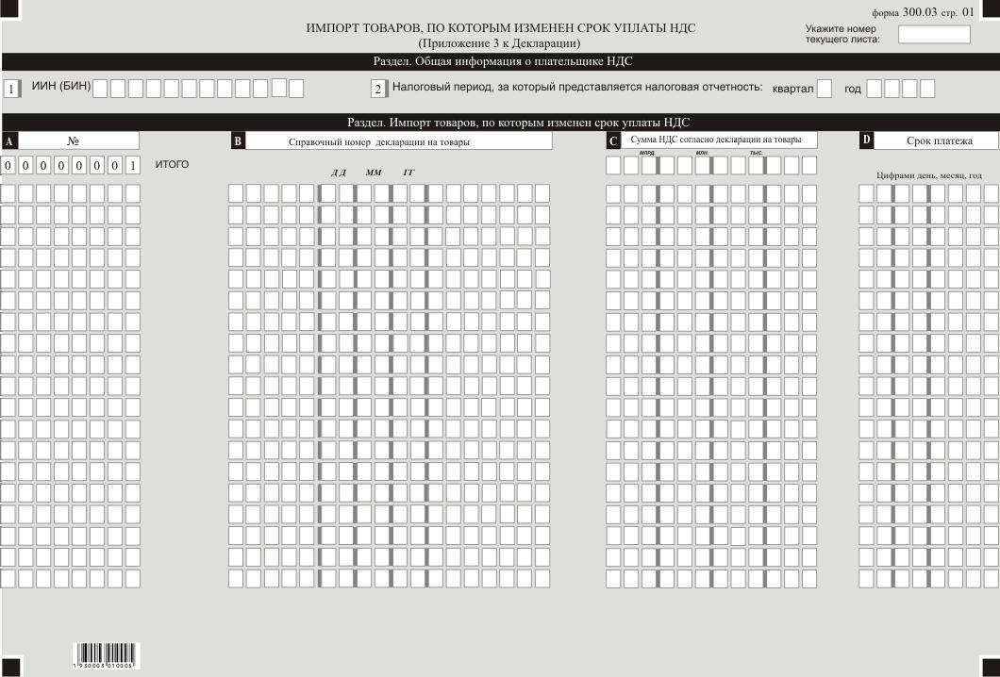 форма 300.03 стр. 01
ИМПОРТ ТОВАРОВ, ПО КОТОРЫМ ИЗМЕНЕН СРОК УПЛАТЫ НДС
(Приложение 3 к Декларации)
Укажите номер
текущего листа:
Раздел. Общая информация о плательщике НДС
1 ИИН (БИН) 2 Налоговый период, за который представляется налоговая отчетность: квартал год
Раздел. Импорт товаров, по которым изменен срок уплаты НДС
A № B Справочный номер декларации на товары C Сумма НДС согласно декларации на товары D Срок платежа
млрд. млн. тыс.
0 0 0 0 0 0 0 1 ИТОГО
ДД ММ ГГ Цифрами день, месяц, год
1 930003 010005